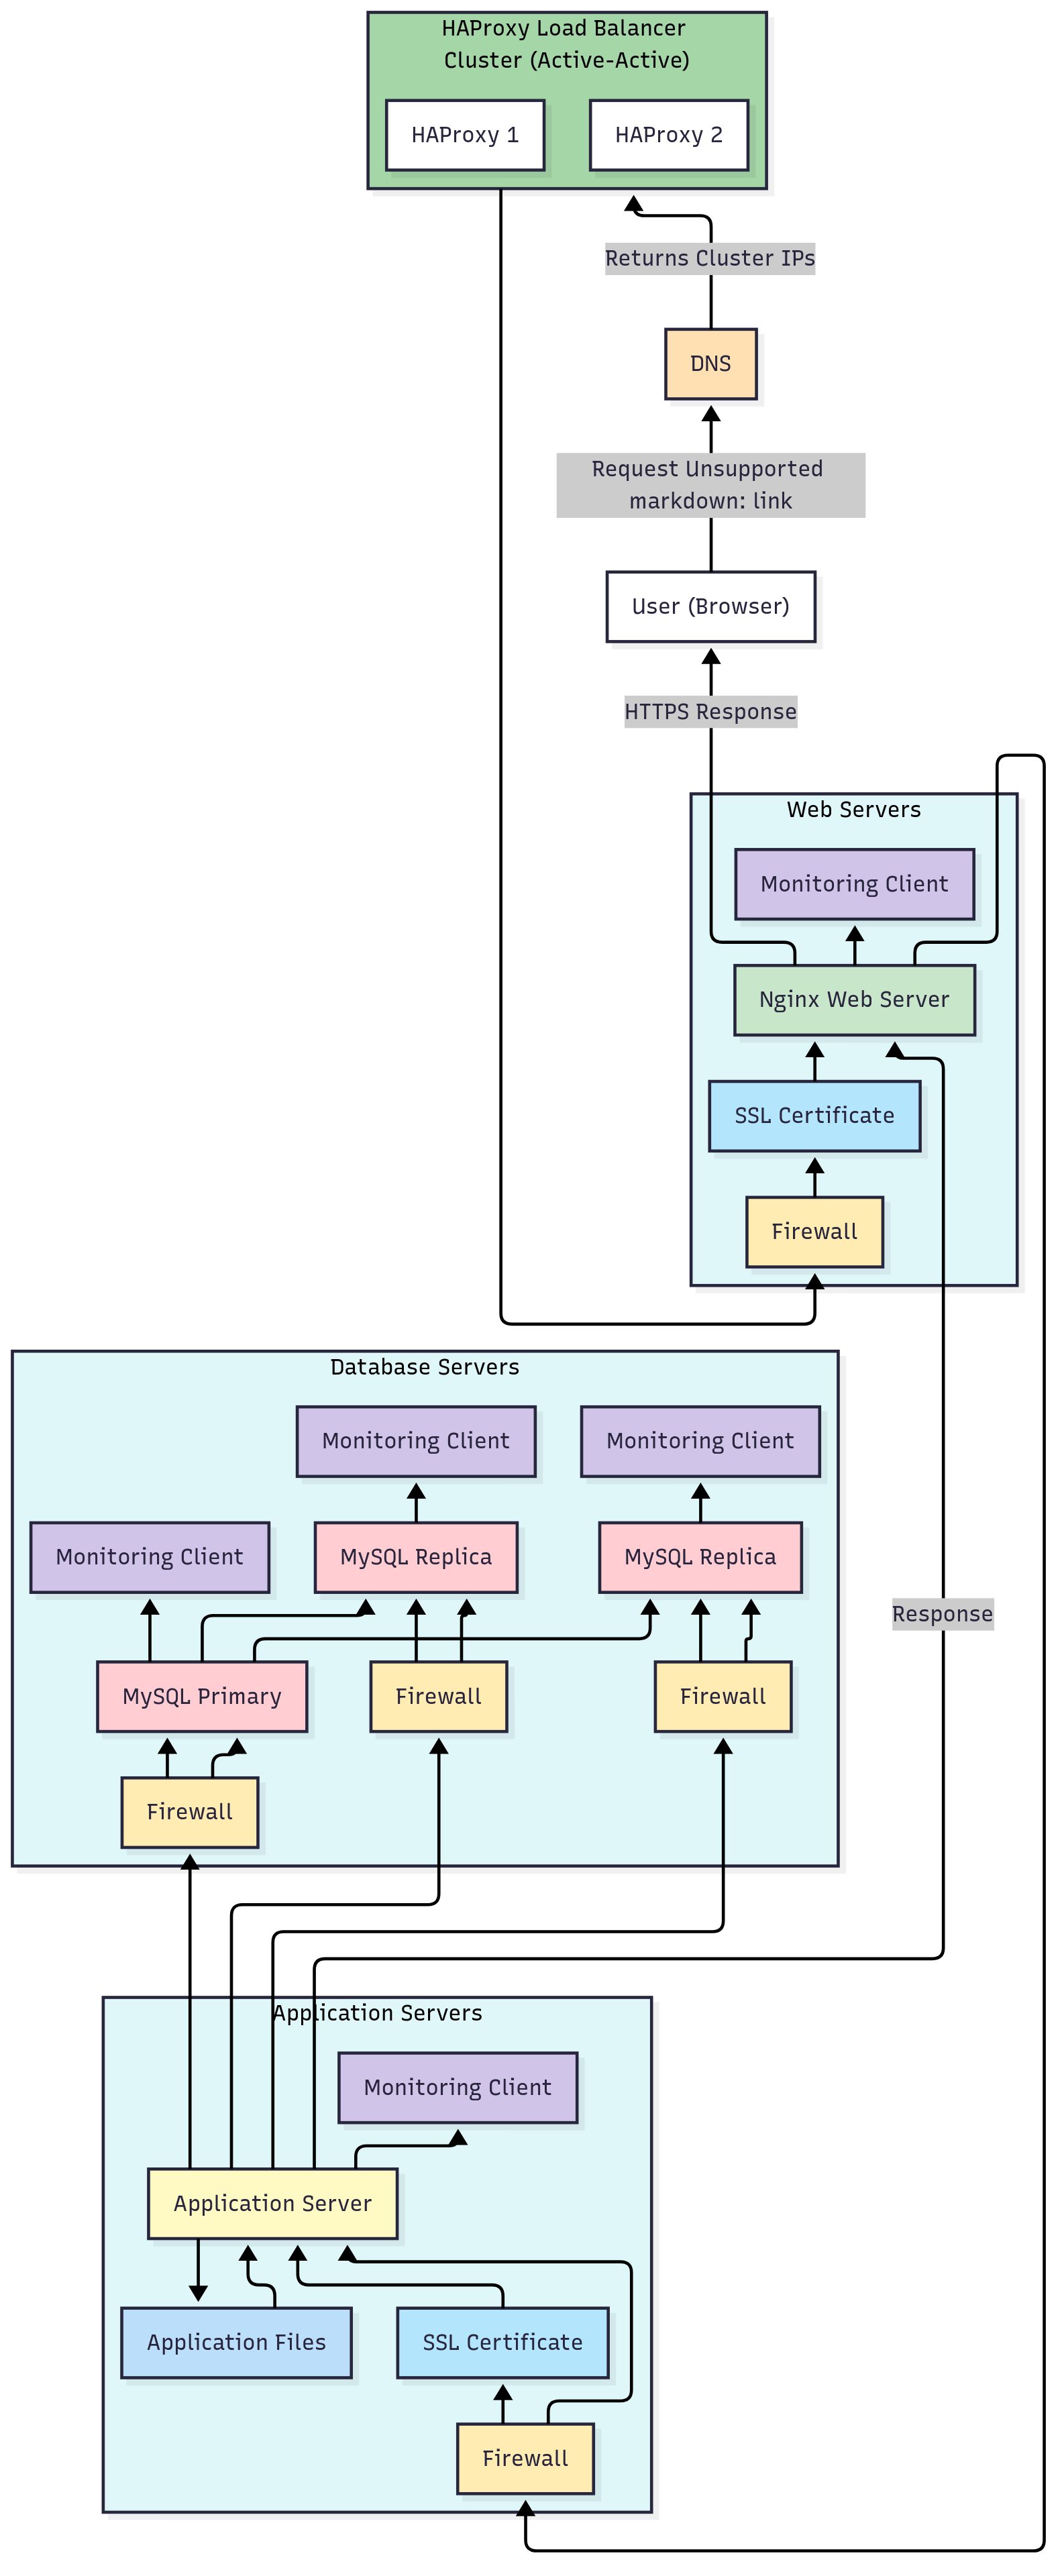 HAProxy Load Balancer
Cluster (Active-Active)
HAProxy 1
HAProxy 2
Returns Cluster IPs
DNS
Request Unsupported
markdown: link
User (Browser)
HTTPS Response
Web Servers
Monitoring Client
Nginx Web Server
SSL Certificate
Firewall
Database Servers
Monitoring Client
Monitoring Client
Monitoring Client
MySQL Replica
MySQL Replica
Response
MySQL Primary
Firewall
Firewall
Firewall
Application Servers
Monitoring Client
Application Server
Application Files
SSL Certificate
Firewall